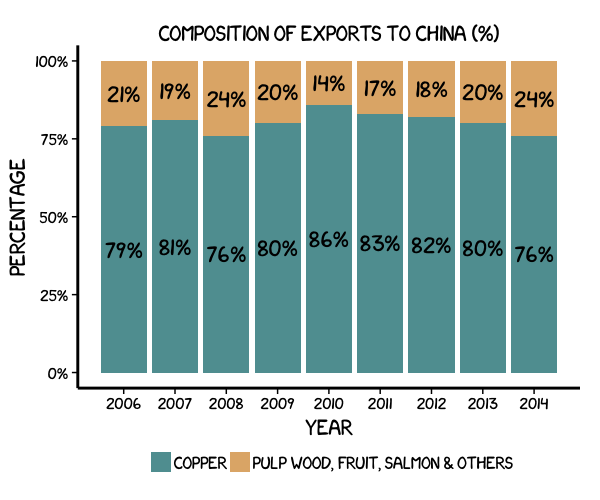 COMPOSITION OF EXPORTS TO CHINA (%)
100%
75%
50%
25%
0%
PERCENTAGE
21% 19% 24% 20% 14% 17% 18% 20% 24%
79% 81% 76% 80% 86% 83% 82% 80% 76%
2006 2007 2008 2009 2010 2011 2012 2013 2014
YEAR
COPPER PULP WOOD, FRUIT, SALMON & OTHERS